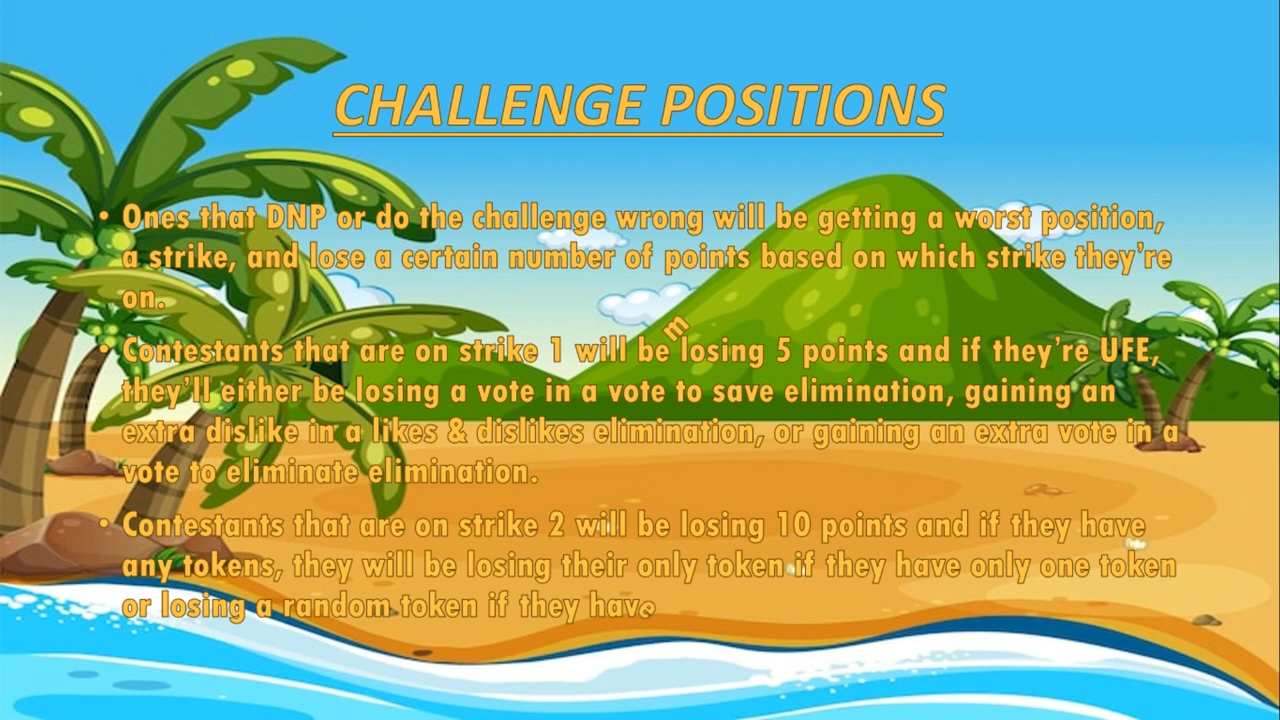 CHALLENGE POSITIONS
• Ones that DNP or do the challenge wrong will be getting a worst position,
a strike, and lose a certain number of points based on which strike they're
on.
m
• Contestants that are on strike 1 will be losing 5 points and if they're UFE,
they'll either be losing a vote in a vote to save elimination, gaining an
extra dislike in a likes & dislikes elimination, or gaining an extra vote in a
vote to eliminate elimination.
• Contestants that are on strike 2 will be losing 10 points and if they have
any tokens, they will be losing their only token if they have only one token
or losing a random token if they have